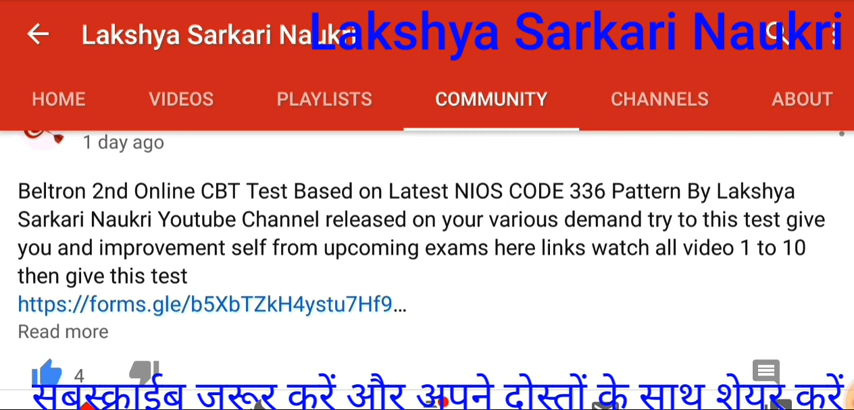 Lakshya Sarkari Naukri
Lakshya Sarkari Naukri
HOME VIDEOS PLAYLISTS COMMUNITY CHANNELS ABOUT
1 day ago
Beltron 2nd Online CBT Test Based on Latest NIOS CODE 336 Pattern By Lakshya
Sarkari Naukri Youtube Channel released on your various demand try to this test give
you and improvement self from upcoming exams here links watch all video 1 to 10
then give this test
https://forms.gle/b5XbTZkH4ystu7Hf9...
Read more
4
सबस्क्राईब जरूर करें और अपने दोस्तों के साथ शेयर करें